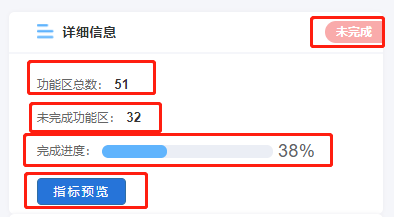 详细信息 未完成
功能区总数： 51
未完成功能区： 32
完成进度： 38%
指标预览